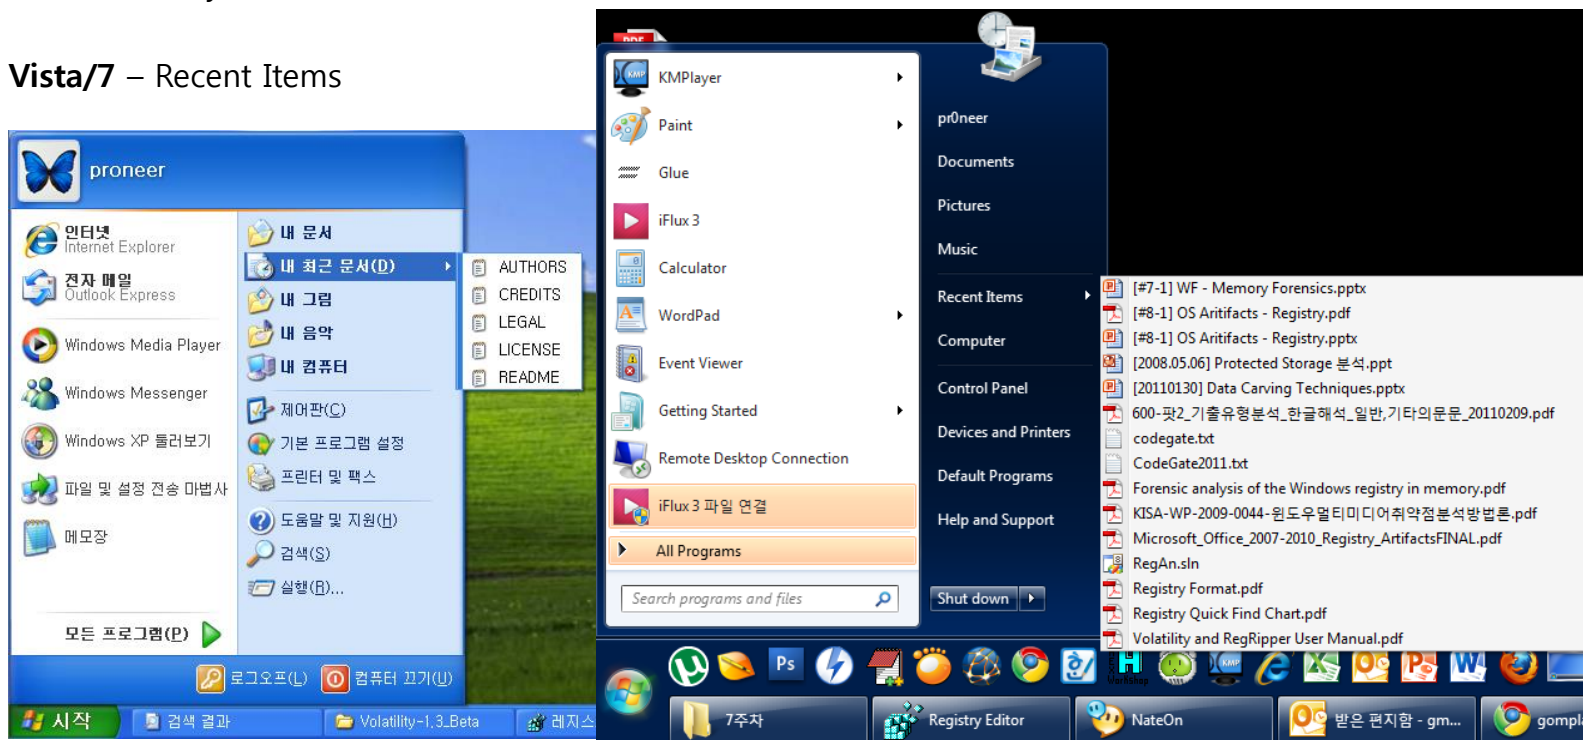 Vista/7 – Recent Items
proneer
인터넷
Internet Explorer
전자 메일
Outlook Express
Windows Media Player
Windows Messenger
Windows XP 둘러보기
파일 및 설정 전송 마법사
메모장
모든 프로그램(P)
내 문서
내 최근 문서(D)
내 그림
내 음악
내 컴퓨터
제어판(C)
기본 프로그램 설정
프린터 및 팩스
도움말 및 지원(H)
검색(S)
실행(R)...
AUTHORS
CREDITS
LEGAL
LICENSE
README
로그오프(L)
컴퓨터 끄기(U)
시작
검색 결과
Volatility-1,3_Beta
레지스
PDF
KMPlayer
Paint
Glue
iFlux 3
Calculator
WordPad
Event Viewer
Getting Started
Remote Desktop Connection
iFlux 3 파일 연결
All Programs
Search programs and files
pr0neer
Documents
Pictures
Music
Recent Items
Computer
Control Panel
Devices and Printers
Default Programs
Help and Support
Shut down
[#7-1] WF - Memory Forensics.pptx
[#8-1] OS Aritifacts - Registry.pdf
[#8-1] OS Aritifacts - Registry.pptx
[2008.05.06] Protected Storage 분석.ppt
[20110130] Data Carving Techniques.pptx
600-팟2_기출유형분석_한글해석_일반,기타의문문_20110209.pdf
codegate.txt
CodeGate2011.txt
Forensic analysis of the Windows registry in memory.pdf
KISA-WP-2009-0044-윈도우멀티미디어취약점분석방법론.pdf
Microsoft_Office_2007-2010_Registry_ArtifactsFINAL.pdf
RegAn.sln
Registry Format.pdf
Registry Quick Find Chart.pdf
Volatility and RegRipper User Manual.pdf
7주차
Registry Editor
NateOn
받은 편지함 - gm...
gompla